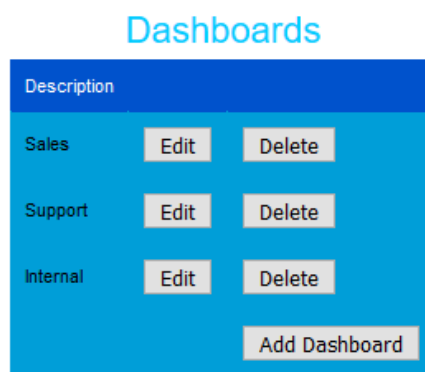 Dashboards
Description
Sales Edit Delete
Support Edit Delete
Internal Edit Delete
Add Dashboard